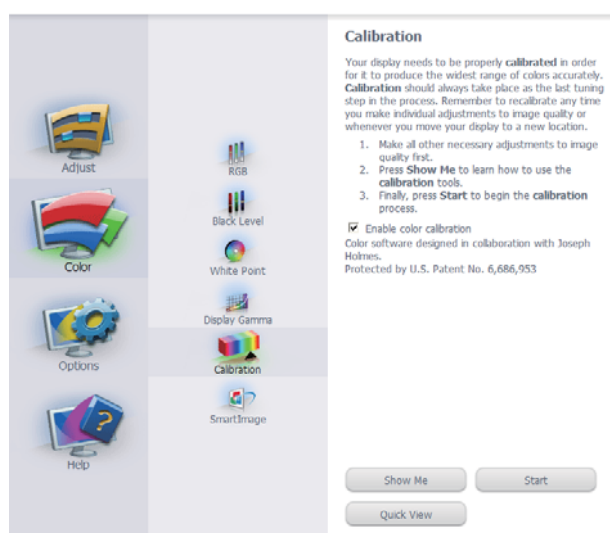 Adjust
Color
Options
Help
RGB
Black Level
White Point
Display Gamma
Calibration
SmartImage
Calibration
Your display needs to be properly calibrated in order
for it to produce the widest range of colors accurately.
Calibration should always take place as the last tuning
step in the process. Remember to recalibrate any time
you make individual adjustments to image quality or
whenever you move your display to a new location.
1. Make all other necessary adjustments to image
quality first.
2. Press Show Me to learn how to use the
calibration tools.
3. Finally, press Start to begin the calibration
process.
Enable color calibration
Color software designed in collaboration with Joseph
Holmes.
Protected by U.S. Patent No. 6,686,953
Show Me
Start
Quick View